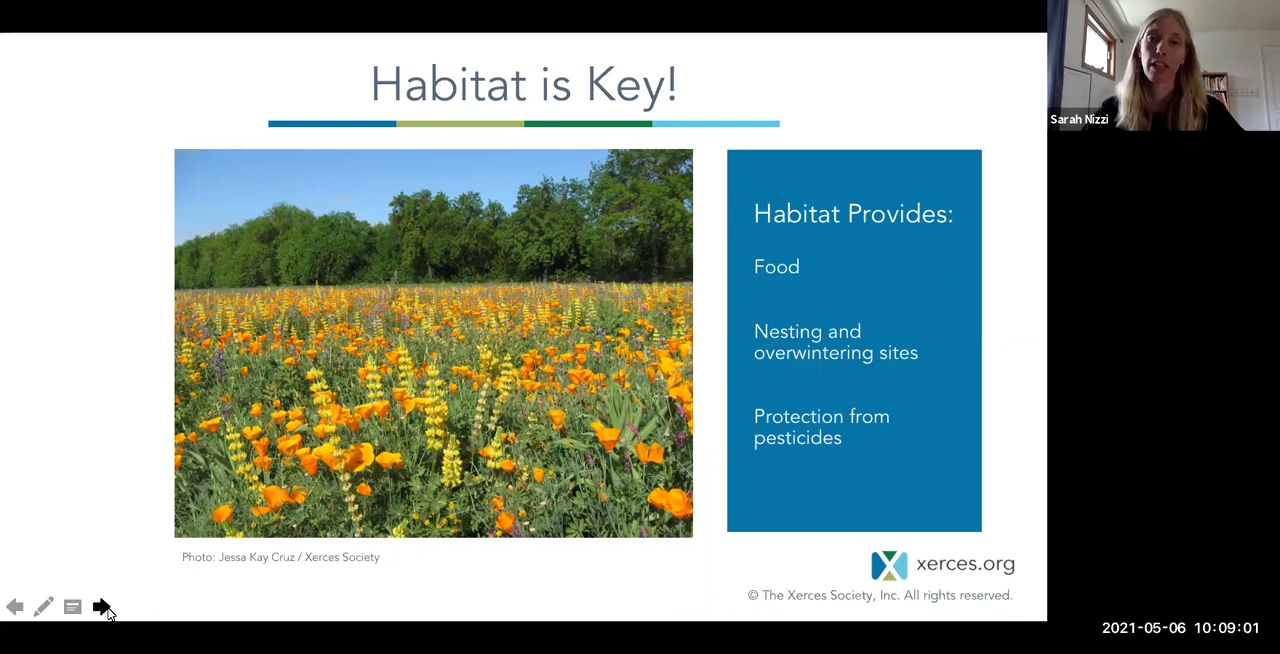 Habitat is Key!
Sarah Nizzi
Habitat Provides:
Food
Nesting and
overwintering sites
Protection from
pesticides
Photo: Jessa Kay Cruz / Xerces Society
xerces.org
© The Xerces Society, Inc. All rights reserved.
2021-05-06 10:09:01